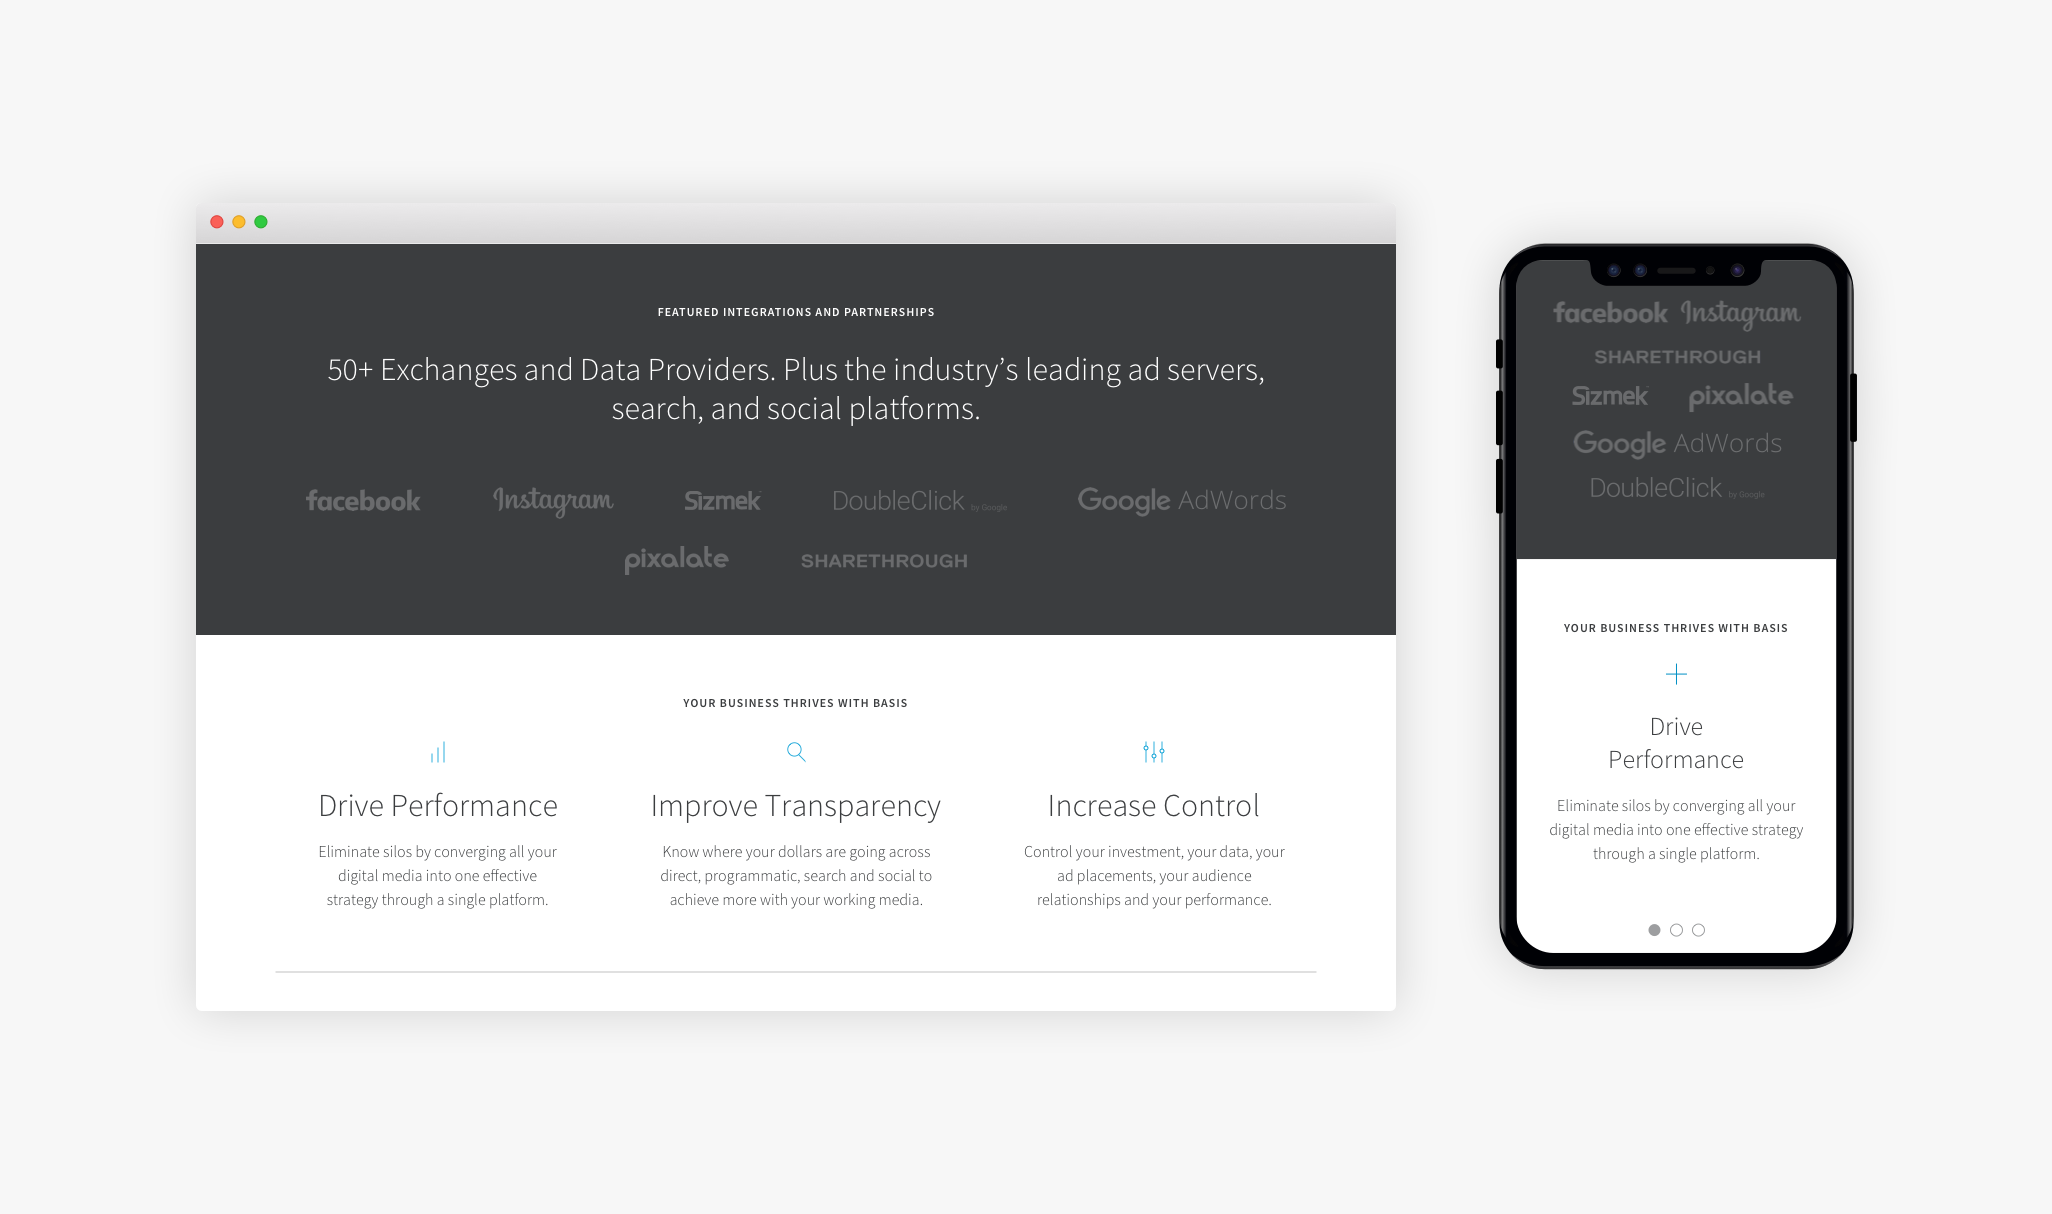 FEATURED INTEGRATIONS AND PARTNERSHIPS
50+ Exchanges and Data Providers. Plus the industry’s leading ad servers,
search, and social platforms.
facebook Instagram Sizmek DoubleClick by Google Google AdWords
pixalate SHARETHROUGH
YOUR BUSINESS THRIVES WITH BASIS
Drive Performance
Eliminate silos by converging all your
digital media into one effective
strategy through a single platform.
Improve Transparency
Know where your dollars are going across
direct, programmatic, search and social to
achieve more with your working media.
Increase Control
Control your investment, your data, your
ad placements, your audience
relationships and your performance.
facebook Instagram
SHARETHROUGH
Sizmek pixalate
Google AdWords
DoubleClick by Google
YOUR BUSINESS THRIVES WITH BASIS
Drive
Performance
Eliminate silos by converging all your
digital media into one effective strategy
through a single platform.